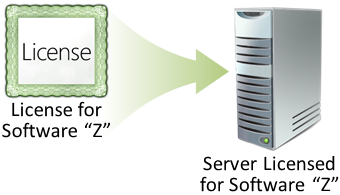 License
License for
Software “Z”
Server Licensed
for Software “Z”